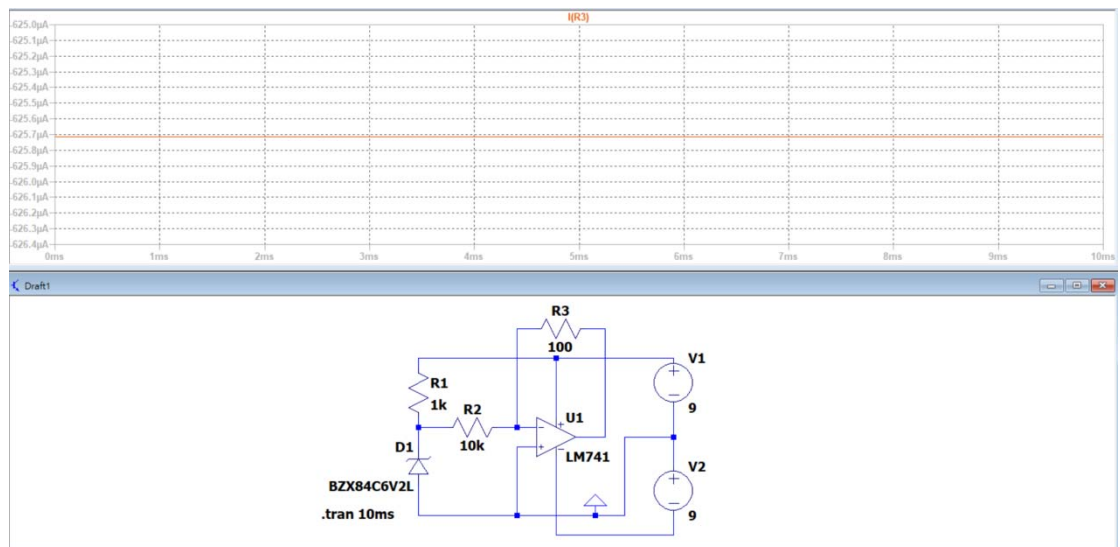 I(R3)
-625.0µA
-625.1µA
-625.2µA
-625.3µA
-625.4µA
-625.5µA
-625.6µA
-625.7µA
-625.8µA
-625.9µA
-626.0µA
-626.1µA
-626.2µA
-626.3µA
-626.4µA
0ms 1ms 2ms 3ms 4ms 5ms 6ms 7ms 8ms 9ms 10ms
Draft1
R3
100
V1
+
−
9
R1
1k
R2
10k
U1
+
−
+
−
LM741
D1
BZX84C6V2L
V2
+
−
9
.tran 10ms